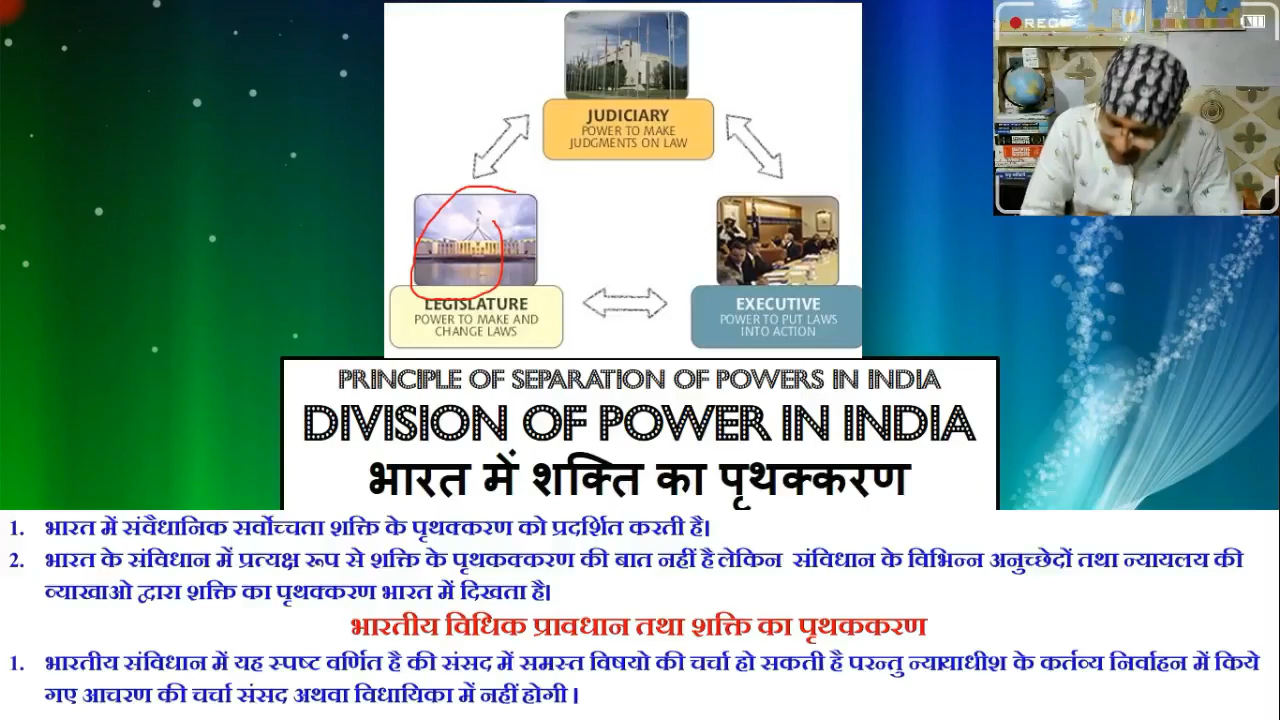 REC
JUDICIARY
POWER TO MAKE
JUDGMENTS ON LAW
LEGISLATURE
POWER TO MAKE AND
CHANGE LAWS
EXECUTIVE
POWER TO PUT LAWS
INTO ACTION
PRINCIPLE OF SEPARATION OF POWERS IN INDIA
DIVISION OF POWER IN INDIA
भारत में शक्ति का पृथक्करण
1. भारत में संवैधानिक सर्वोच्चता शक्ति के पृथक्करण को प्रदर्शित करती है।
2. भारत के संविधान में प्रत्यक्ष रूप से शक्ति के पृथकक्करण की बात नहीं है लेकिन संविधान के विभिन्न अनुच्छेदों तथा न्यायलय की
व्याखाओ द्वारा शक्ति का पृथक्करण भारत में दिखता है।
भारतीय विधिक प्रावधान तथा शक्ति का पृथककरण
1. भारतीय संविधान में यह स्पष्ट वर्णित है की संसद में समस्त विषयो की चर्चा हो सकती है परन्तु न्यायाधीश के कर्तव्य निर्वाहन में किये
गए आचरण की चर्चा संसद अथवा विधायिका में नहीं होगी ।